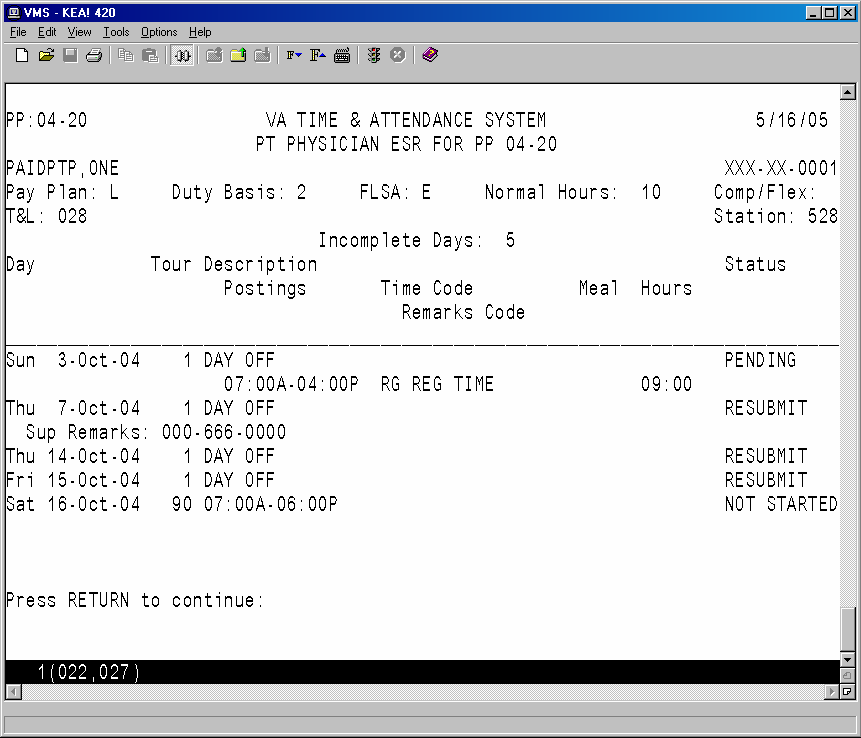 VMS - KEA! 420
File Edit View Tools Options Help
PP:04-20 VA TIME & ATTENDANCE SYSTEM 5/16/05
PT PHYSICIAN ESR FOR PP 04-20
PAIDPTP,ONE XXX-XX-0001
Pay Plan: L Duty Basis: 2 FLSA: E Normal Hours: 10 Comp/Flex:
T&L: 028 Station: 528
Incomplete Days: 5
Day Tour Description Status
Postings Time Code Meal Hours
Remarks Code
Sun 3-Oct-04 1 DAY OFF PENDING
07:00A-04:00P RG REG TIME 09:00
Thu 7-Oct-04 1 DAY OFF RESUBMIT
Sup Remarks: 000-666-0000
Thu 14-Oct-04 1 DAY OFF RESUBMIT
Fri 15-Oct-04 1 DAY OFF RESUBMIT
Sat 16-Oct-04 90 07:00A-06:00P NOT STARTED
Press RETURN to continue:
1(022,027)